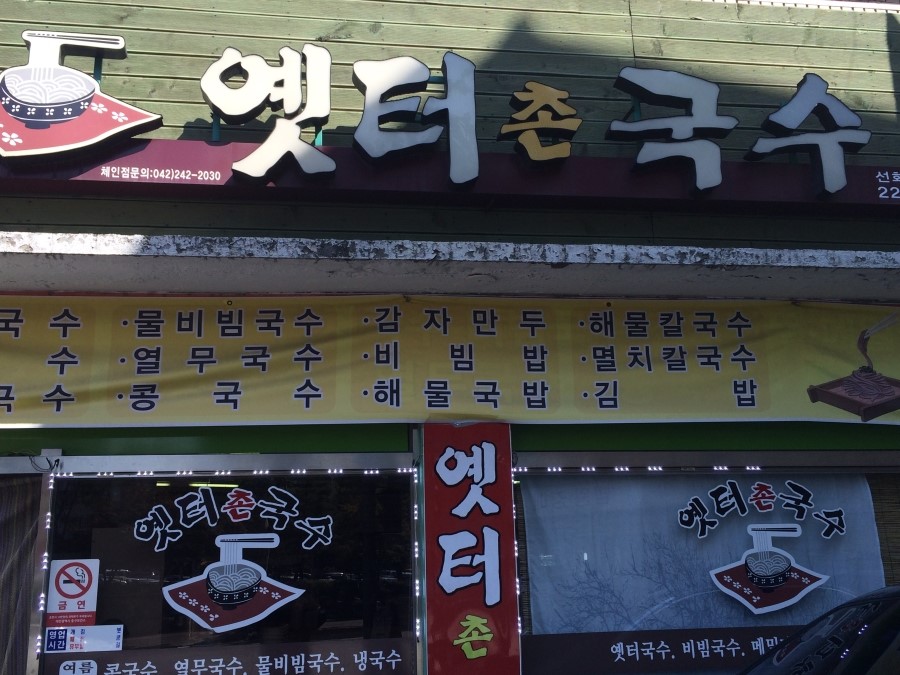 옛터촌국수
체인점문의:042)242-2030
선화
22
국수 ·물비빔국수 ·감자만두 ·해물칼국수
수 ·열무국수 ·비빔밥 ·멸치칼국수
국수 ·콩국수 ·해물국밥 ·김밥
옛터촌국수
금연
영업시간
여름 콩국수. 열무국수. 물비빔국수. 냉국수
옛터촌
옛터촌국수
옛터국수. 비빔국수. 메밀